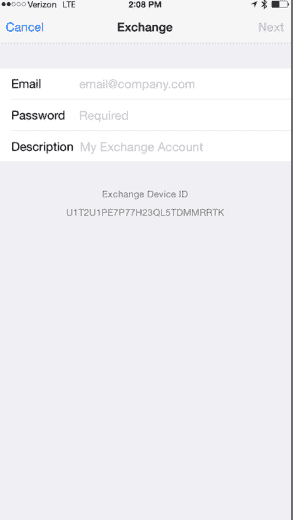 Verizon LTE 2:08 PM
Cancel Exchange Next
Email email@company.com
Password Required
Description My Exchange Account
Exchange Device ID
U1T2U1PE7P77H23QL5TDMMRRTK